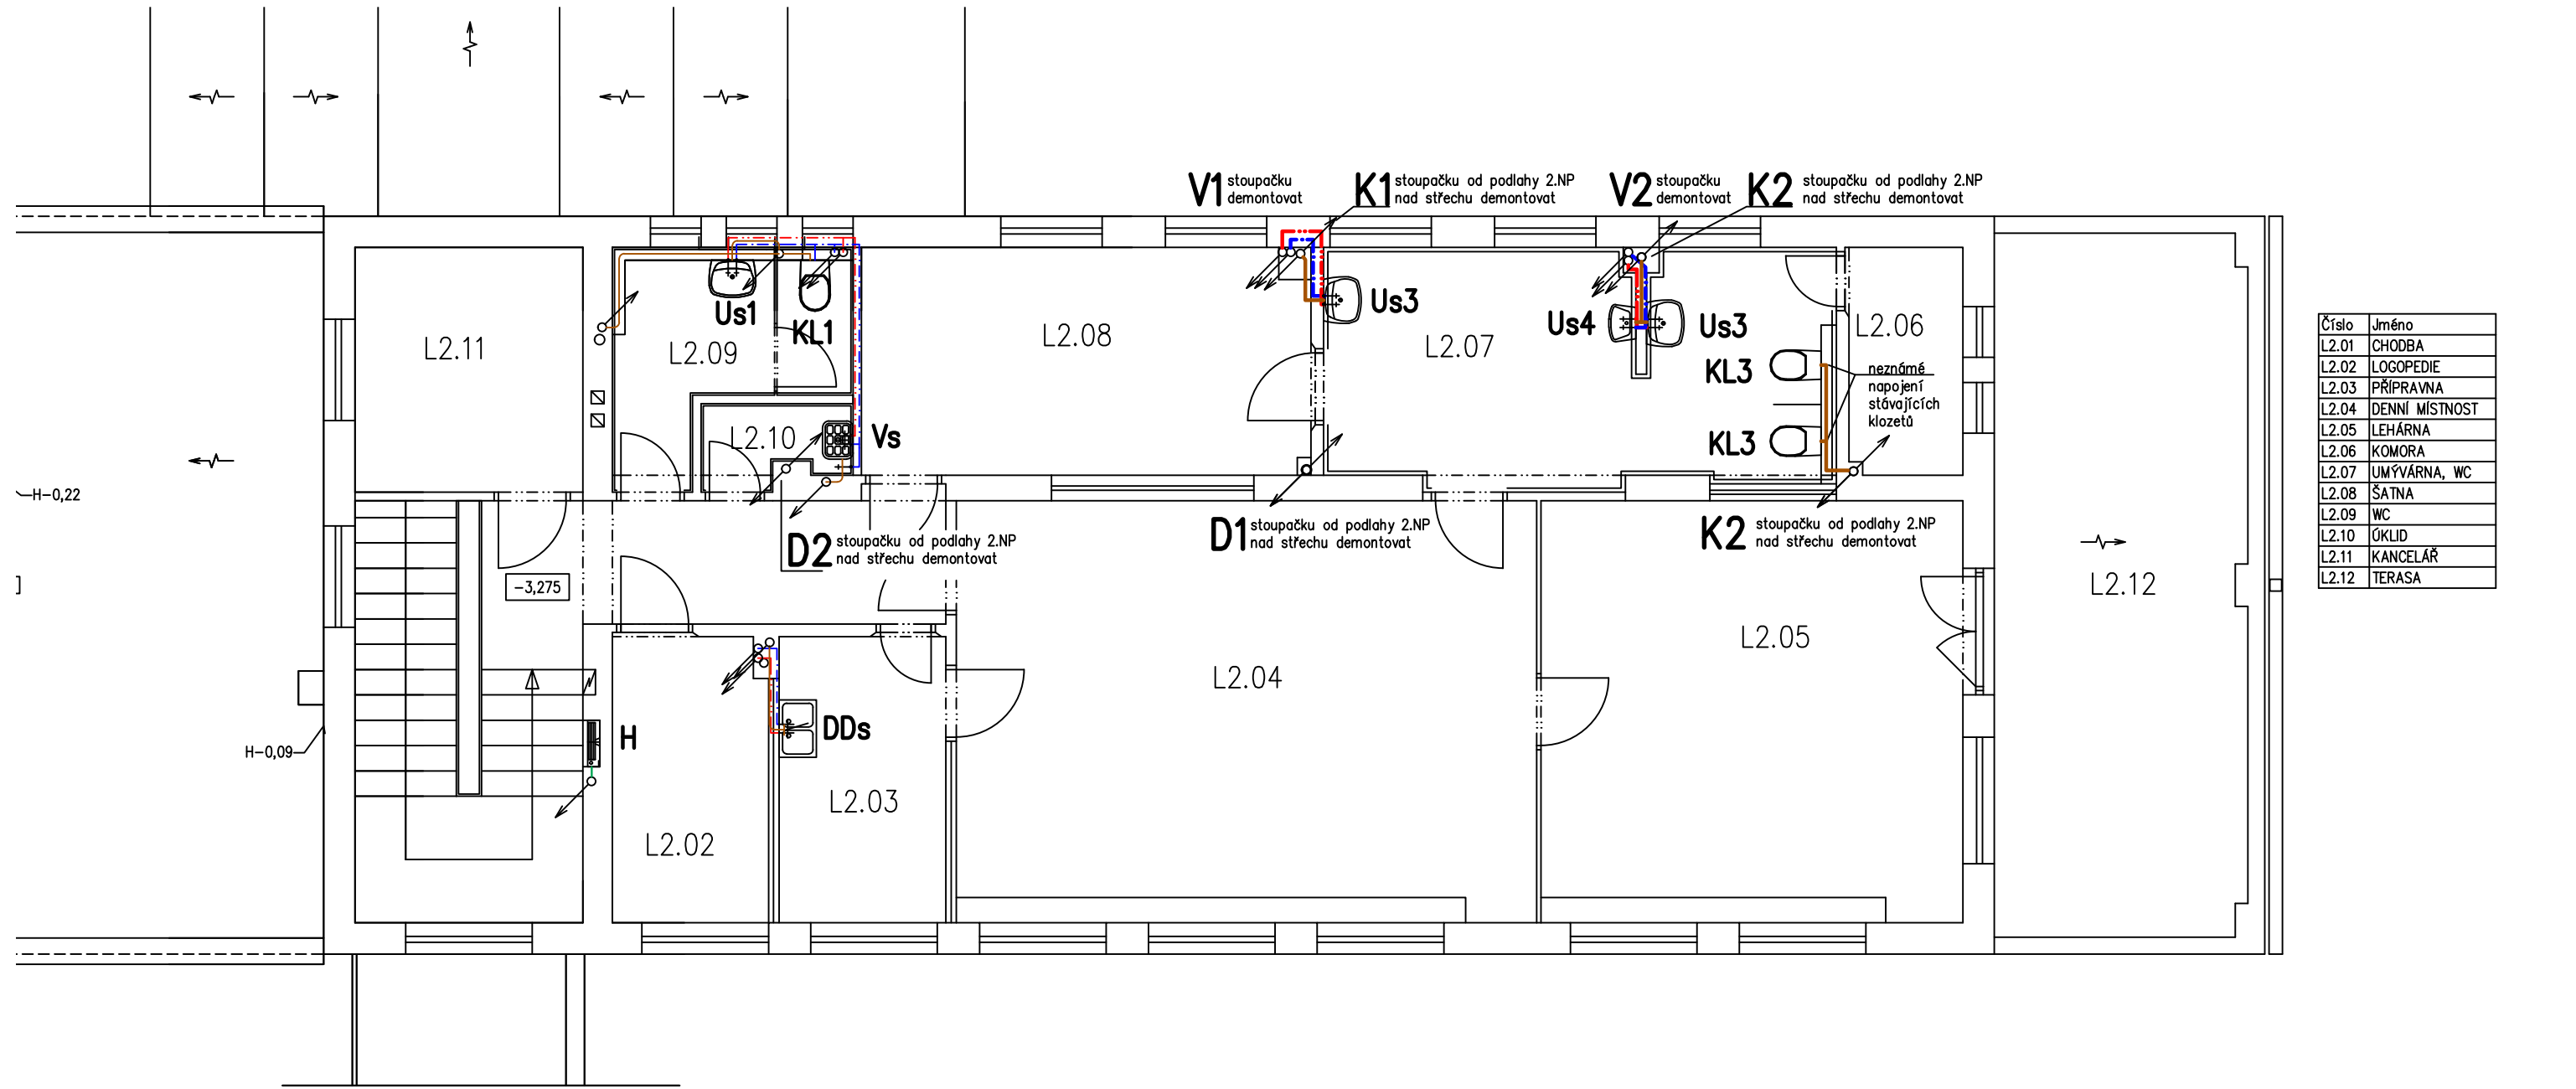 V1 stoupačku
demontovat
K1 stoupačku od podlahy 2.NP
nad střechu demontovat
V2 stoupačku
demontovat
K2 stoupačku od podlahy 2.NP
nad střechu demontovat
Us1
KL1
L2.11
L2.09
L2.08
Us3
L2.07
Us4
Us3
L2.06
KL3
neznámé
napojení
stávajících
klozetů
KL3
L2.10
Vs
H-0,22
D2 stoupačku od podlahy 2.NP
nad střechu demontovat
D1 stoupačku od podlahy 2.NP
nad střechu demontovat
K2 stoupačku od podlahy 2.NP
nad střechu demontovat
-3,275
L2.12
L2.05
L2.04
DDs
H
H-0,09
L2.03
L2.02
Číslo Jméno
L2.01 CHODBA
L2.02 LOGOPEDIE
L2.03 PŘÍPRAVNA
L2.04 DENNÍ MÍSTNOST
L2.05 LEHÁRNA
L2.06 KOMORA
L2.07 UMÝVÁRNA, WC
L2.08 ŠATNA
L2.09 WC
L2.10 ÚKLID
L2.11 KANCELÁŘ
L2.12 TERASA